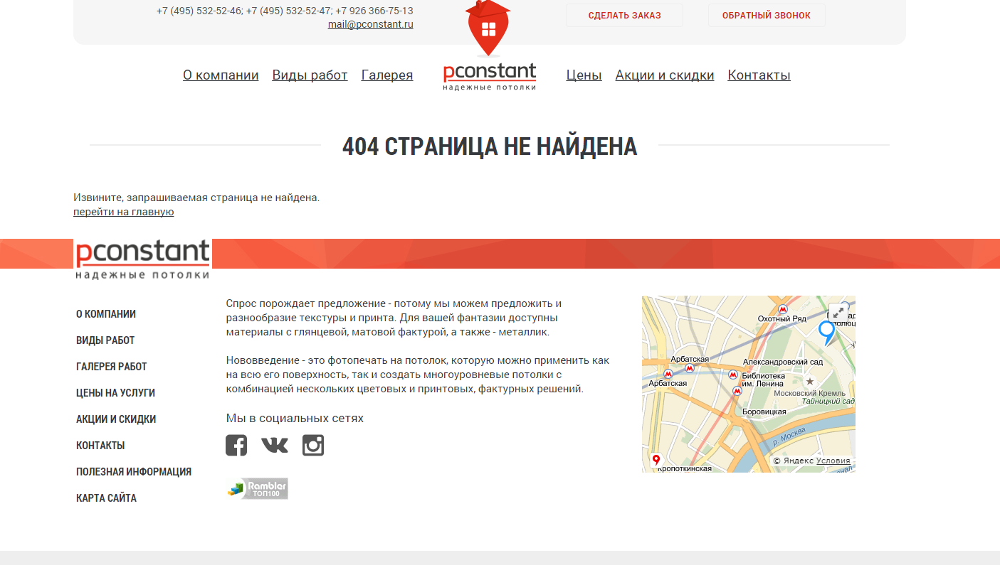 +7 (495) 532-52-46; +7 (495) 532-52-47; +7 926 366-75-13
mail@pconstant.ru
СДЕЛАТЬ ЗАКАЗ
ОБРАТНЫЙ ЗВОНОК
О компании Виды работ Галерея
pconstant
надежные потолки
Цены Акции и скидки Контакты
404 СТРАНИЦА НЕ НАЙДЕНА
Извините, запрашиваемая страница не найдена.
перейти на главную
pconstant
надежные потолки
О КОМПАНИИ
ВИДЫ РАБОТ
ГАЛЕРЕЯ РАБОТ
ЦЕНЫ НА УСЛУГИ
АКЦИИ И СКИДКИ
КОНТАКТЫ
ПОЛЕЗНАЯ ИНФОРМАЦИЯ
КАРТА САЙТА
Спрос порождает предложение - потому мы можем предложить и
разнообразие текстуры и принта. Для вашей фантазии доступны
материалы с глянцевой, матовой фактурой, а также - металлик.
Нововведение - это фотопечать на потолок, которую можно применить как
на всю его поверхность, так и создать многоуровневые потолки с
комбинацией нескольких цветовых и принтовых, фактурных решений.
Мы в социальных сетях
Rambler
ТОП100
Охотный Ряд
Арбатская
Александровский сад
Арбатская
Библиотека
им. Ленина
Московский Кремль
Тайницкий сад
Боровицкая
р. Москва
© Яндекс Условия
Кропоткинская